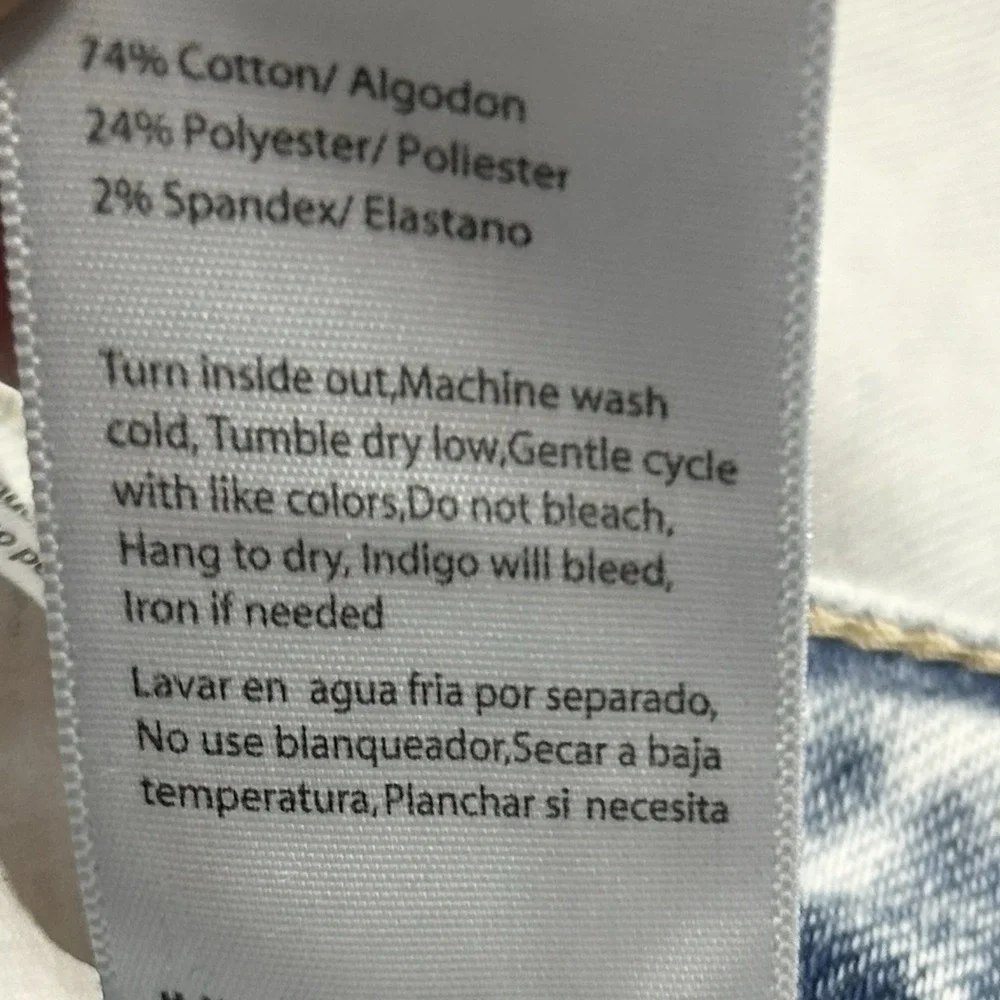 74% Cotton/ Algodon
24% Polyester/ Poliester
2% Spandex/ Elastano
Turn inside out,Machine wash
cold, Tumble dry low,Gentle cycle
with like colors,Do not bleach,
Hang to dry, Indigo will bleed,
Iron if needed
Lavar en agua fria por separado,
No use blanqueador,Secar a baja
temperatura,Planchar si necesita